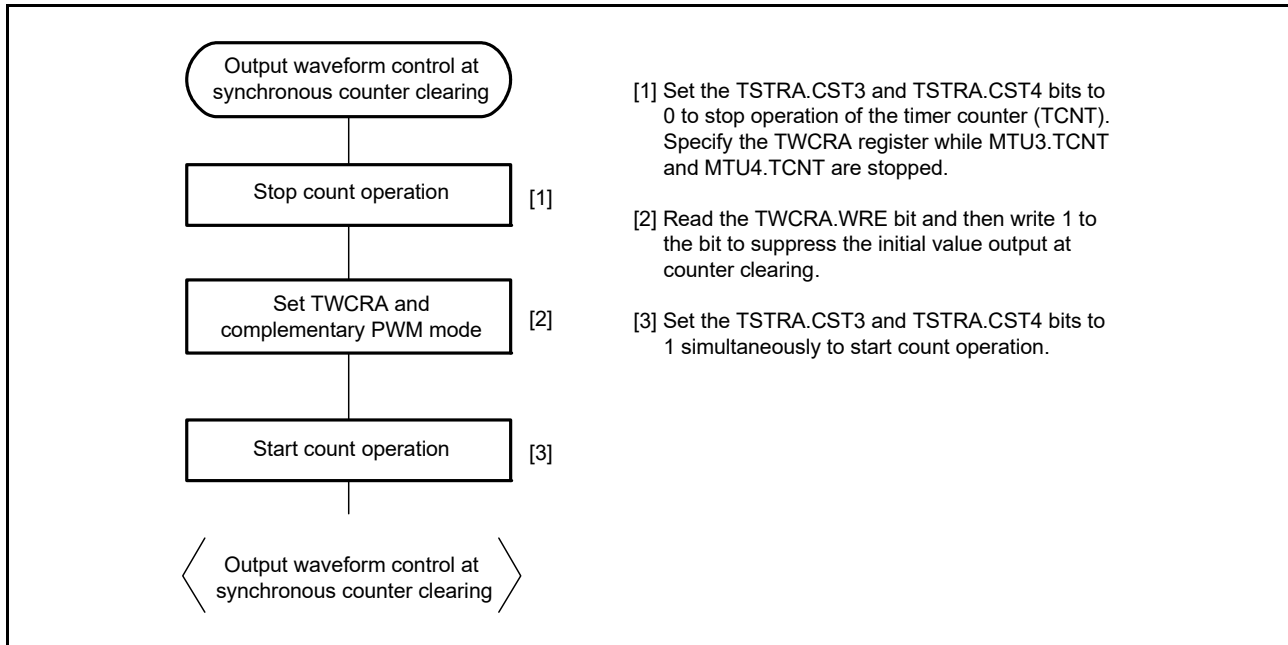 Output waveform control at
synchronous counter clearing
Stop count operation
[1]
Set TWCRA and
complementary PWM mode
[2]
Start count operation
[3]
Output waveform control at
synchronous counter clearing
[1] Set the TSTRA.CST3 and TSTRA.CST4 bits to
0 to stop operation of the timer counter (TCNT).
Specify the TWCRA register while MTU3.TCNT
and MTU4.TCNT are stopped.
[2] Read the TWCRA.WRE bit and then write 1 to
the bit to suppress the initial value output at
counter clearing.
[3] Set the TSTRA.CST3 and TSTRA.CST4 bits to
1 simultaneously to start count operation.